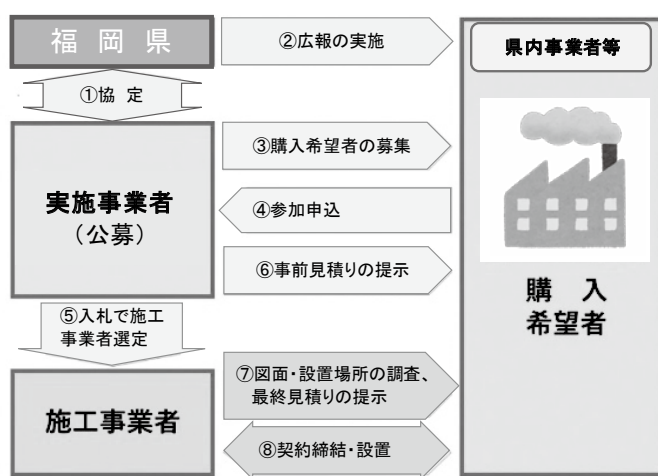 福岡県
②広報の実施
県内事業者等
①協 定
③購入希望者の募集
実施事業者
（公募）
④参加申込
⑥事前見積りの提示
購 入
希望者
⑤入札で施工
事業者選定
⑦図面・設置場所の調査、
最終見積りの提示
施工事業者
⑧契約締結・設置